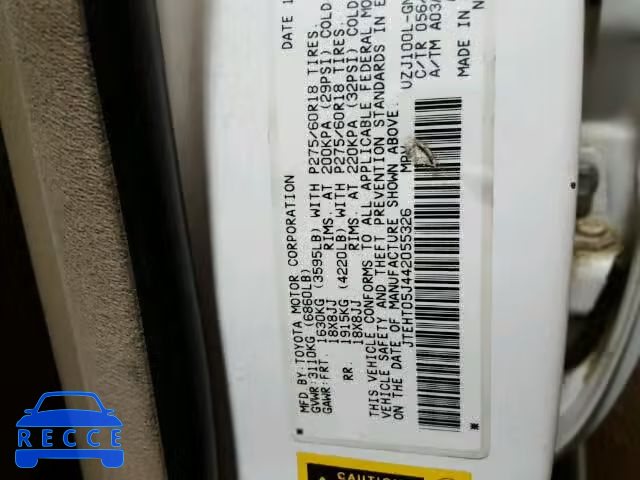 DATE 1
MFD. BY: TOYOTA MOTOR CORPORATION
GVWR: 3110KG (6860LB)
GAWR: FRT. 1630KG (3595LB) WITH P275/60R18 TIRES.
18X8JJ RIMS. AT 200KPA (29PSI) COLD
RR. 1915KG (4220LB) WITH P275/60R18 TIRES.
18X8JJ RIMS. AT 220KPA (32PSI) COLD
THIS VEHICLE CONFORMS TO ALL APPLICABLE FEDERAL MO
VEHICLE SAFETY AND THEFT PREVENTION STANDARDS IN E
ON THE DATE OF MANUFACTURE SHOWN ABOVE.
JTEHT05J442055326 MPV
UZJ100L-GN
C/TR 056
A/TM A03A
MADE IN
CAUTION
RECCE